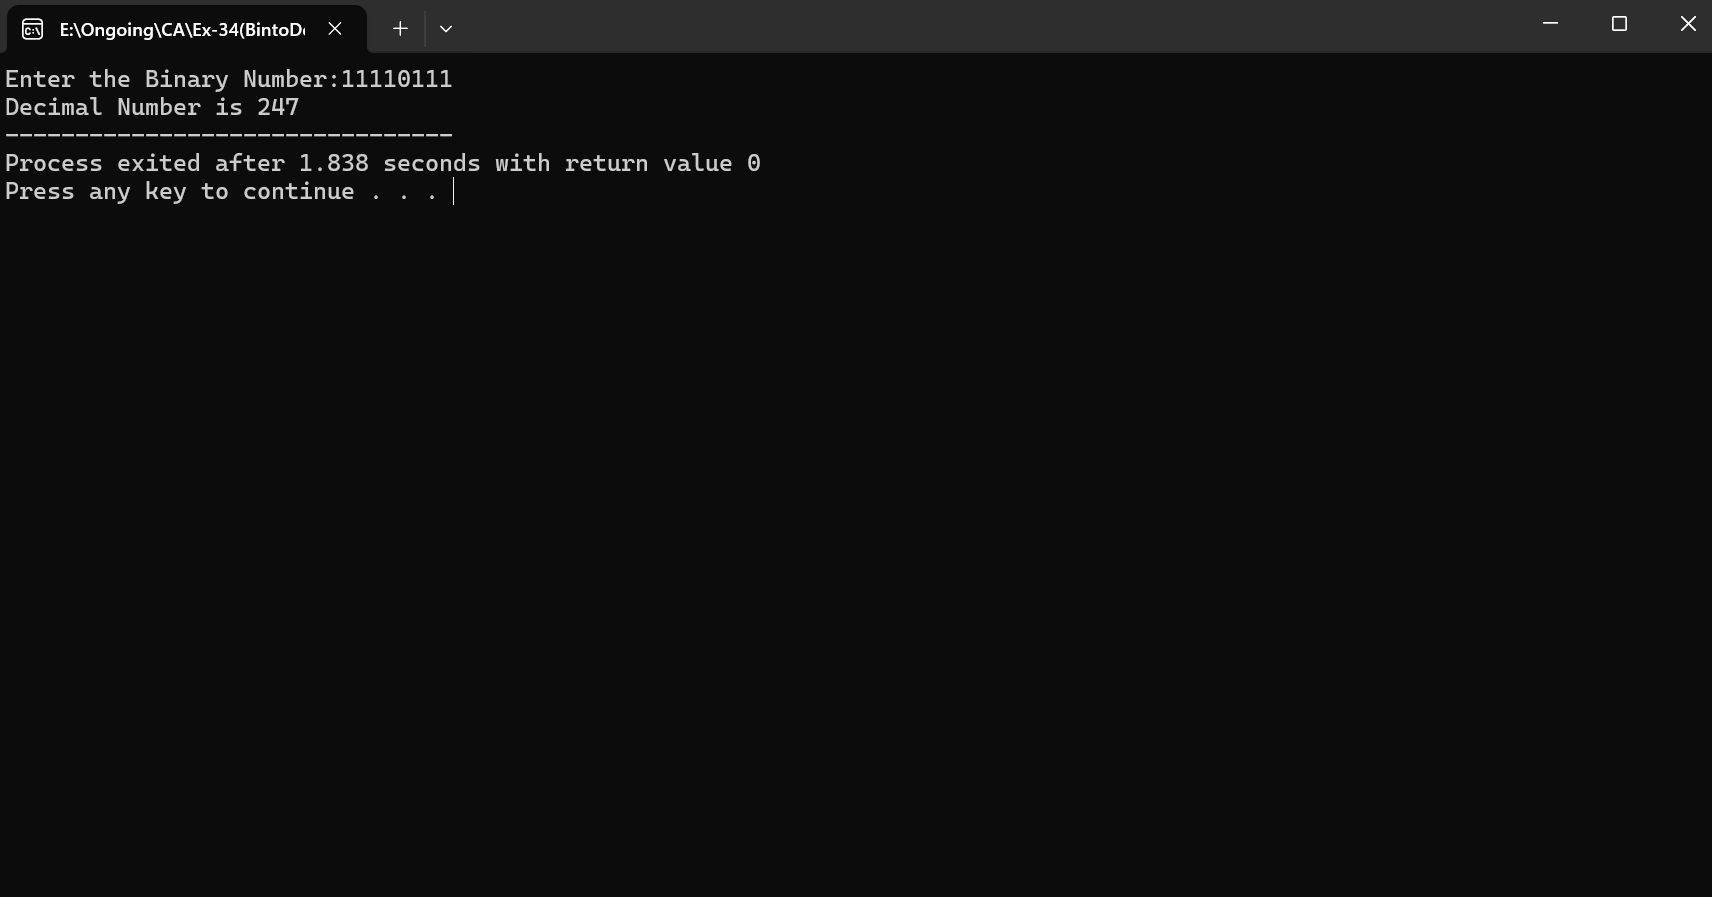 E:\Ongoing\CA\Ex-34(BintoD
Enter the Binary Number:11110111
Decimal Number is 247
--------------------------------
Process exited after 1.838 seconds with return value 0
Press any key to continue . . .